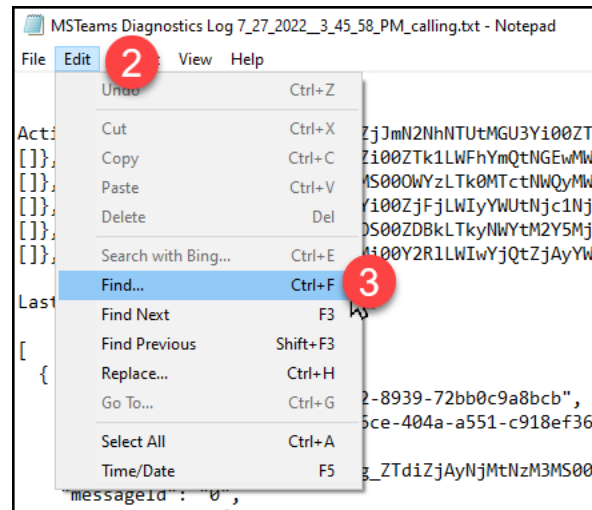 MSTeams Diagnostics Log 7_27_2022__3_45_58_PM_calling.txt - Notepad
File Edit 2 View Help
Undo Ctrl+Z
Acti Cut Ctrl+X ZjJmN2NhNTUtMGU3Yi00ZT
[]}, Copy Ctrl+C Zi00ZTk1LWFhYmQtNGEwMW
[]}, Paste Ctrl+V MS00OWYzLTk0MTctNWQyMW
[]}, Delete Del Yi00ZjFjLWIyYWUtNjc1Nj
[]}, Search with Bing... Ctrl+E OS00ZDBkLTkyNWYtM2Y5Mj
[]}, Mi00Y2RlLWIwYjQtZjAyYW
Find... Ctrl+F 3
Last
Find Next F3
[ Find Previous Shift+F3
{ Replace... Ctrl+H
Go To... Ctrl+G 2-8939-72bb0c9a8bcb",
5ce-404a-a551-c918ef36
Select All Ctrl+A
Time/Date F5 g_ZTdiZjAyNjMtNzM3MS00
"messageId": "0",